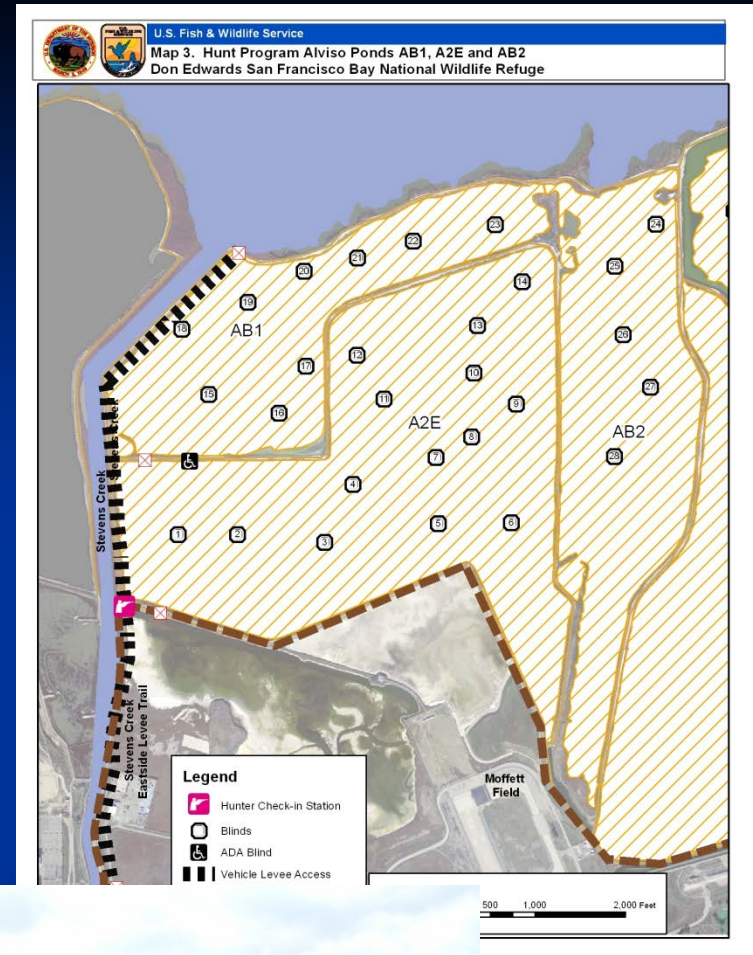 U.S. Fish & Wildlife Service
Map 3. Hunt Program Alviso Ponds AB1, A2E and AB2
Don Edwards San Francisco Bay National Wildlife Refuge
24
23
22
25
21
20
14
19
AB1
18
13
26
12
17
10
27
15
11
9
16
A2E
AB2
8
28
7
Stevens Creek
Stevens Creek
4
5
6
1
2
3
Stevens Creek
Eastside Levee Trail
Moffett
Field
Legend
Hunter Check-in Station
Blinds
ADA Blind
Vehicle Levee Access
500 1,000 2,000 Feet